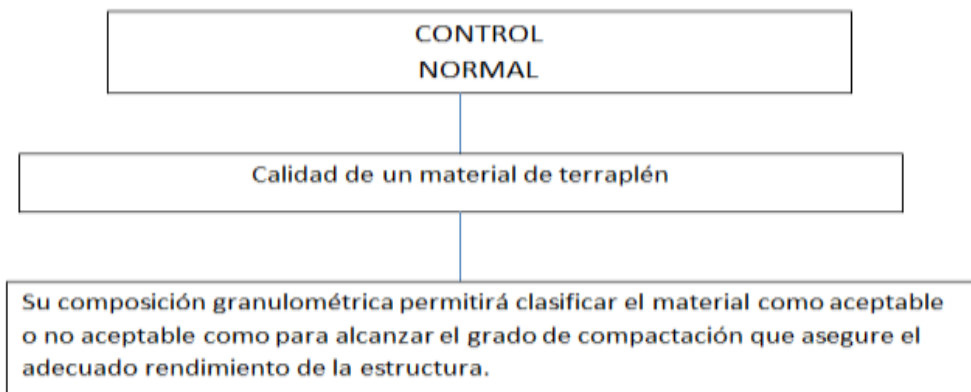 CONTROL
NORMAL
Calidad de un material de terraplén
Su composición granulométrica permitirá clasificar el material como aceptable
o no aceptable como para alcanzar el grado de compactación que asegure el
adecuado rendimiento de la estructura.